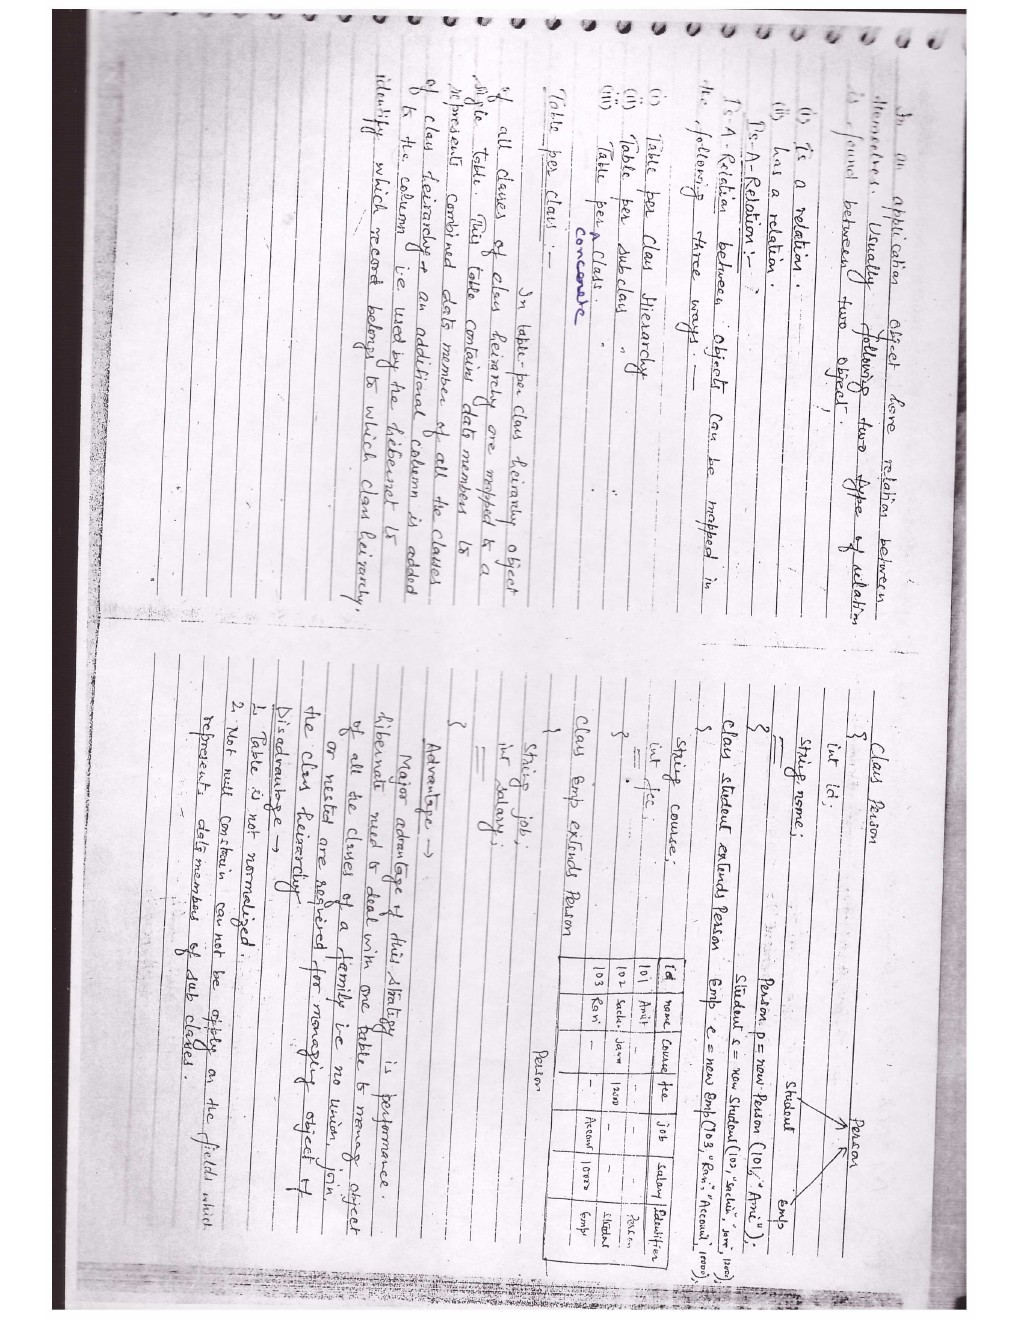 In an application object have relation between
themselves. Usually following two type of relation
is found between two object.
(i) Is a relation.
(ii) has a relation.
Is-A-Relation :-
Is-A-Relation between objects can be mapped in
the following three ways. —
(i) Table per Class Hierarchy
(ii) Table per subclass "
(iii) Table per ^ Class.
concrete
Table per class :—
In table-per class heirarhy object
of all classes of class heirarchy are mapped to a
single table. This table contains data members to
represents combined data member of all the classes
of class heirarchy + an additional column is added
to the column i.e used by the hibernet to
identify which record belongs to which class heirarchy.
Class Person
{
int id;
String name;
}
Class student extends Person
{
String course;
int fee;
}
Class Emp extends Person
{
String job;
int salary;
}
Person
Student
Emp
Person p = new Person (101, "Ami");
Student s = new Student(102, "Sachin", "Java", 12000);
Emp e = new Emp(103, "Ravi", "Account", 10000);
Id name Course fee job salary Identifier
101 Amit – – – – Person
102 Sachi. Java 12000 – – Student
103 Ravi – – Account 10000 Emp
Person
Advantage →
Major advantage of this strategy is performance.
hibernate need to deal with one table to manag object
of all the classes of a family i.e no union, join,
or nested are required for managing object of
the class heirarchy
Disadvantage →
1. Table is not normalized.
2. Not null constrain can not be apply on the fields which
represents data members of sub classes.